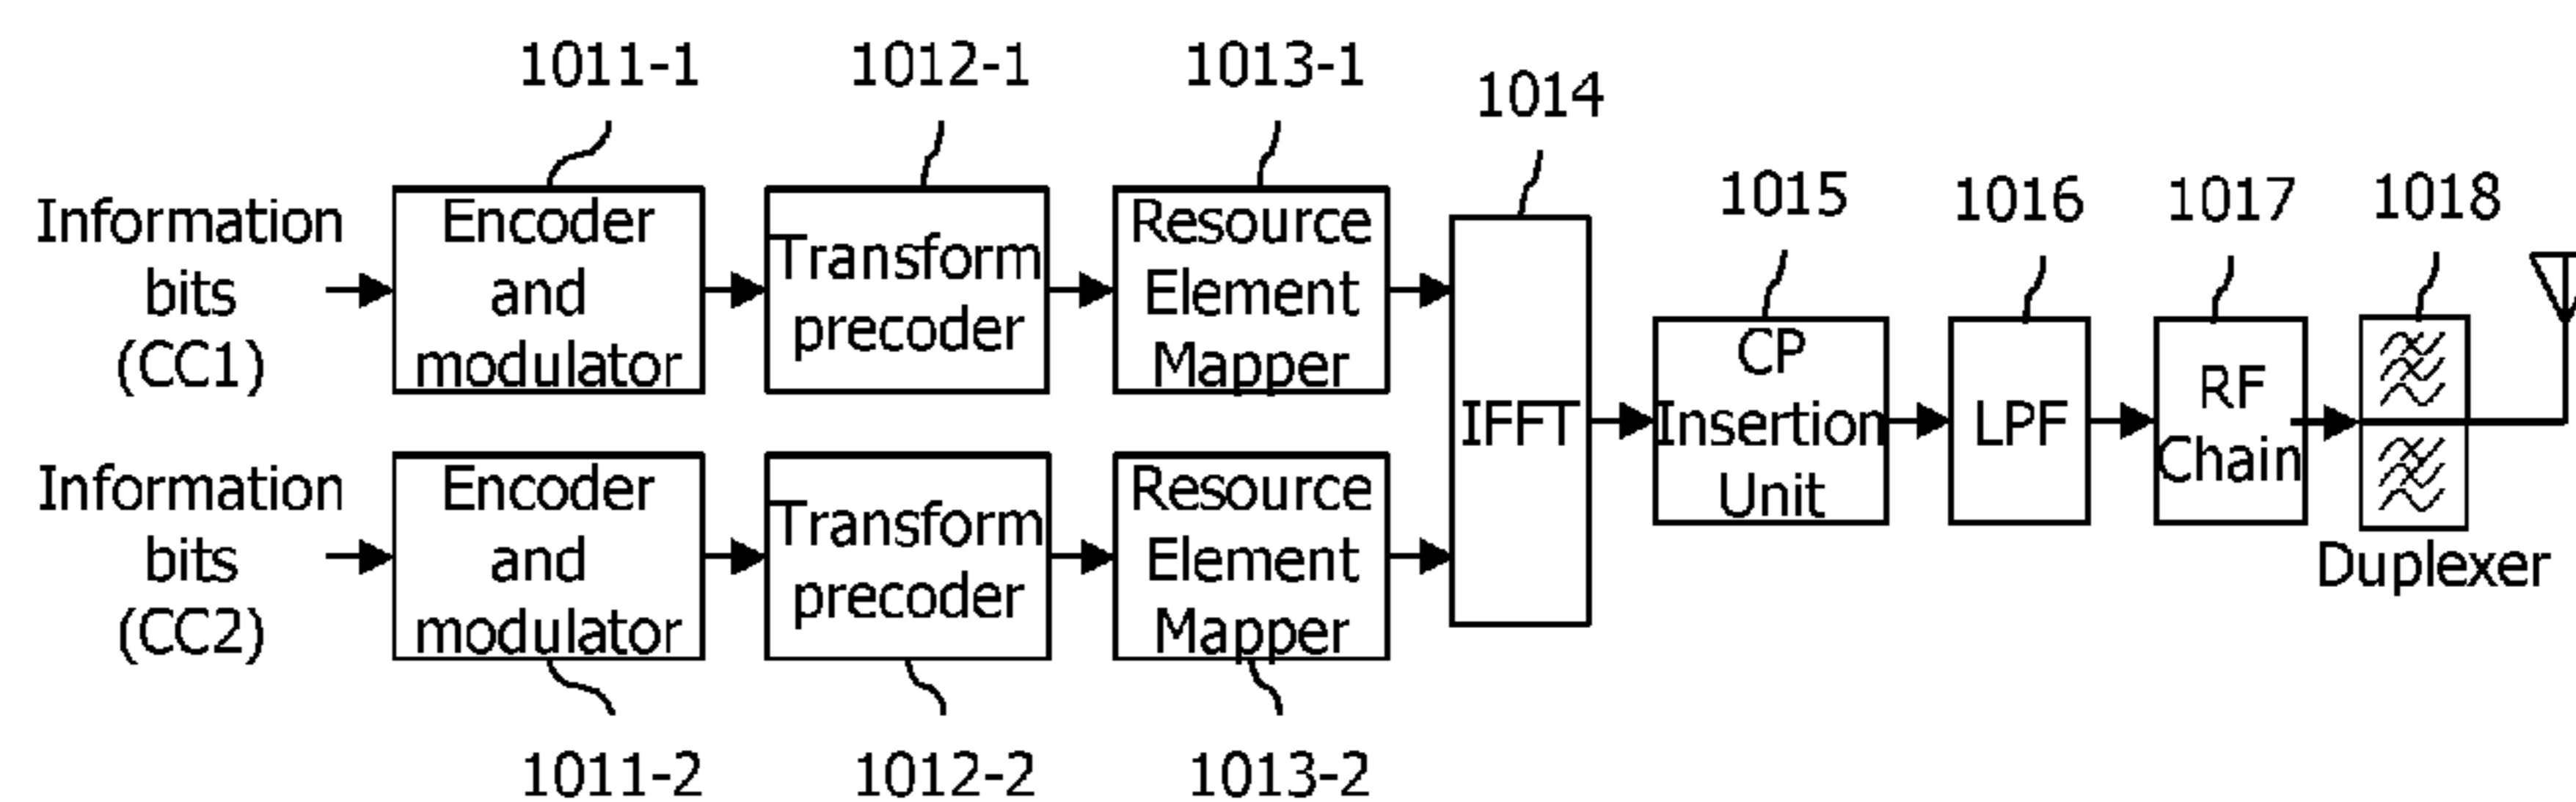 1011-1
1012-1
1013-1
1014
1015
1016
1017
1018
Information
bits
(CC1)
Encoder
and
modulator
Transform
precoder
Resource
Element
Mapper
Information
bits
(CC2)
Encoder
and
modulator
Transform
precoder
Resource
Element
Mapper
IFFT
CP
Insertion
Unit
LPF
RF
Chain
Duplexer
1011-2
1012-2
1013-2